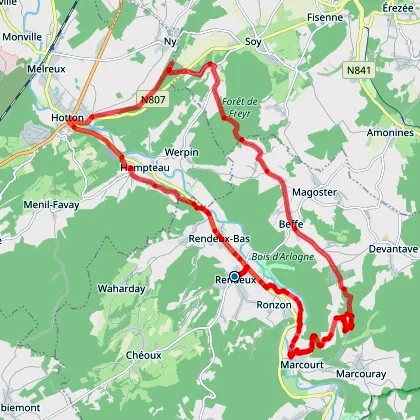 ville
Monville
Ny
Soy
Fisenne
Érezée
Melreux
N841
N807
Forêt de
Freyr
Hotton
Amonines
Werpin
Hampteau
Magoster
Menil-Favay
Beffe
Rendeux-Bas
Devantave
Bois d'Arlogne
Waharday
Rendeux
Ronzon
Chéoux
Marcourt
Marcouray
biemont